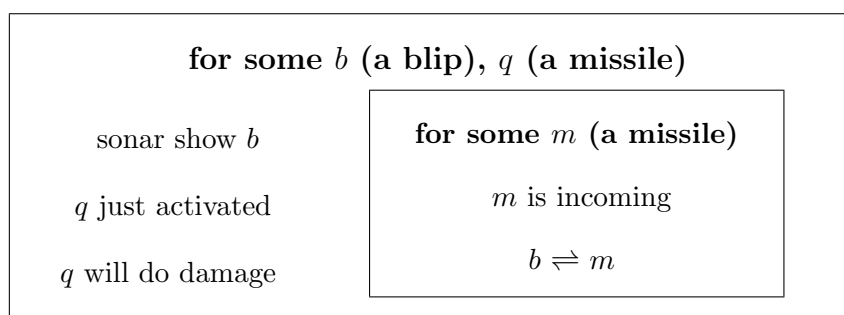 for some b (a blip), q (a missile)
sonar show b
q just activated
q will do damage
for some m (a missile)
m is incoming
b ⇌ m